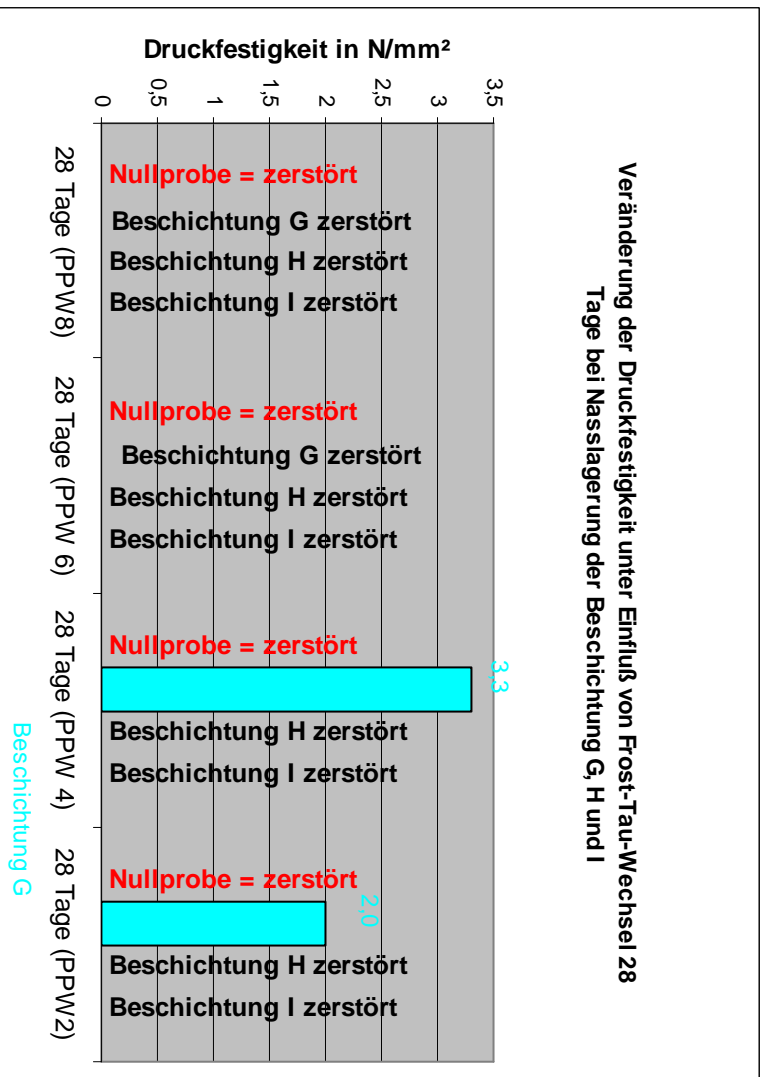 Veränderung der Druckfestigkeit unter Einfluß von Frost-Tau-Wechsel 28
Tage bei Nasslagerung der Beschichtung G, H und I
Druckfestigkeit in N/mm²
3,5
3
2,5
2
1,5
1
0,5
0
28 Tage (PPW8)
Nullprobe = zerstört
Beschichtung G zerstört
Beschichtung H zerstört
Beschichtung I zerstört
28 Tage (PPW 6)
Nullprobe = zerstört
Beschichtung G zerstört
Beschichtung H zerstört
Beschichtung I zerstört
28 Tage (PPW 4)
Nullprobe = zerstört
3,3
Beschichtung H zerstört
Beschichtung I zerstört
28 Tage (PPW2)
Nullprobe = zerstört
2,0
Beschichtung H zerstört
Beschichtung I zerstört
Beschichtung G